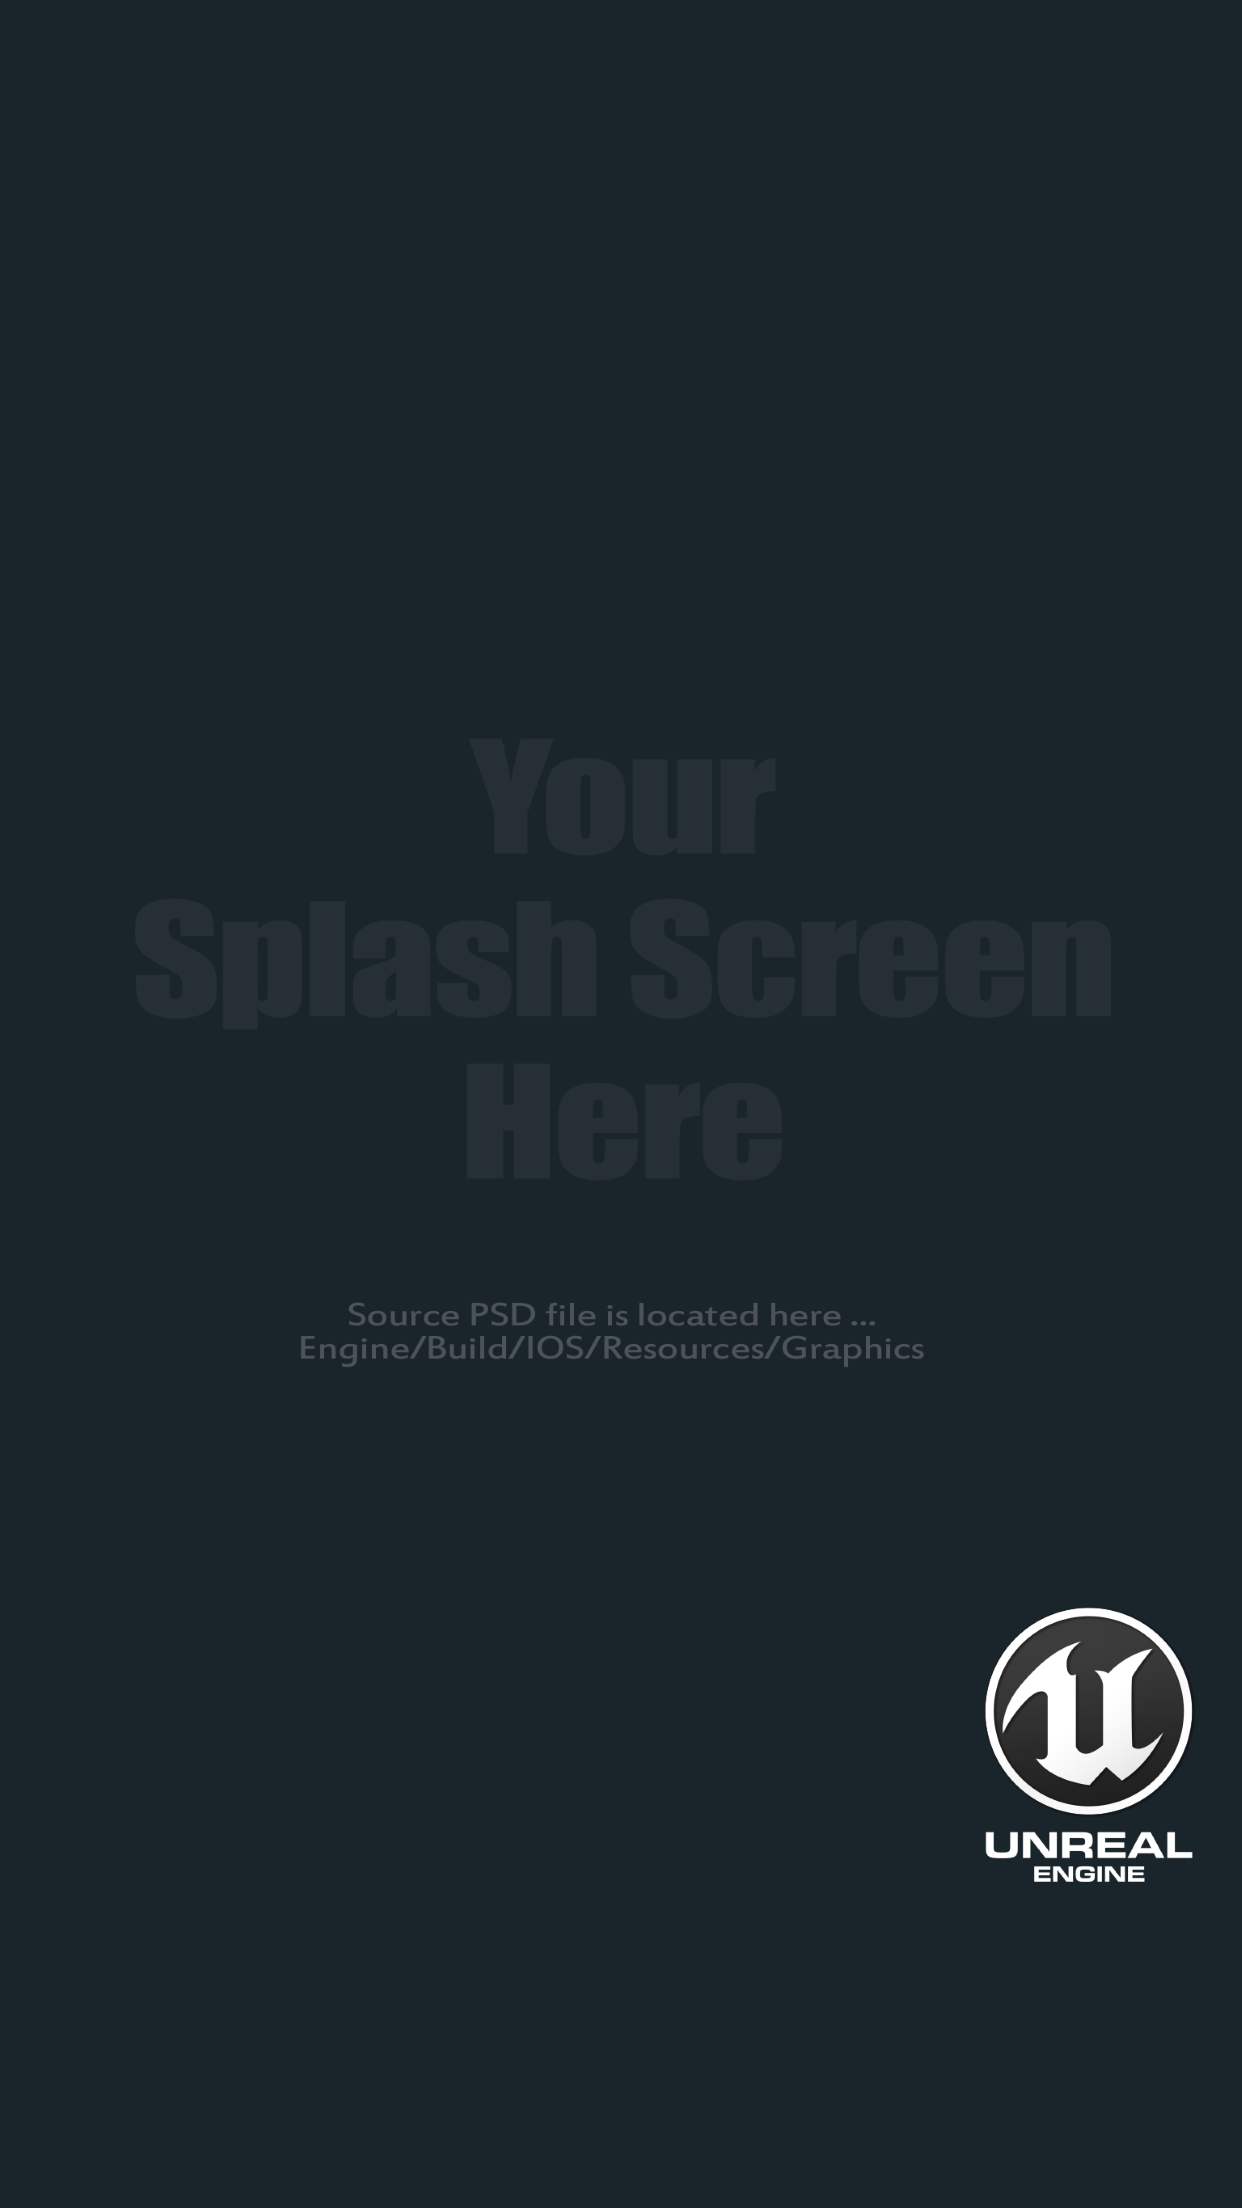 Your
Splash Screen
Here
Source PSD file is located here ...
Engine/Build/IOS/Resources/Graphics
UNREAL
ENGINE